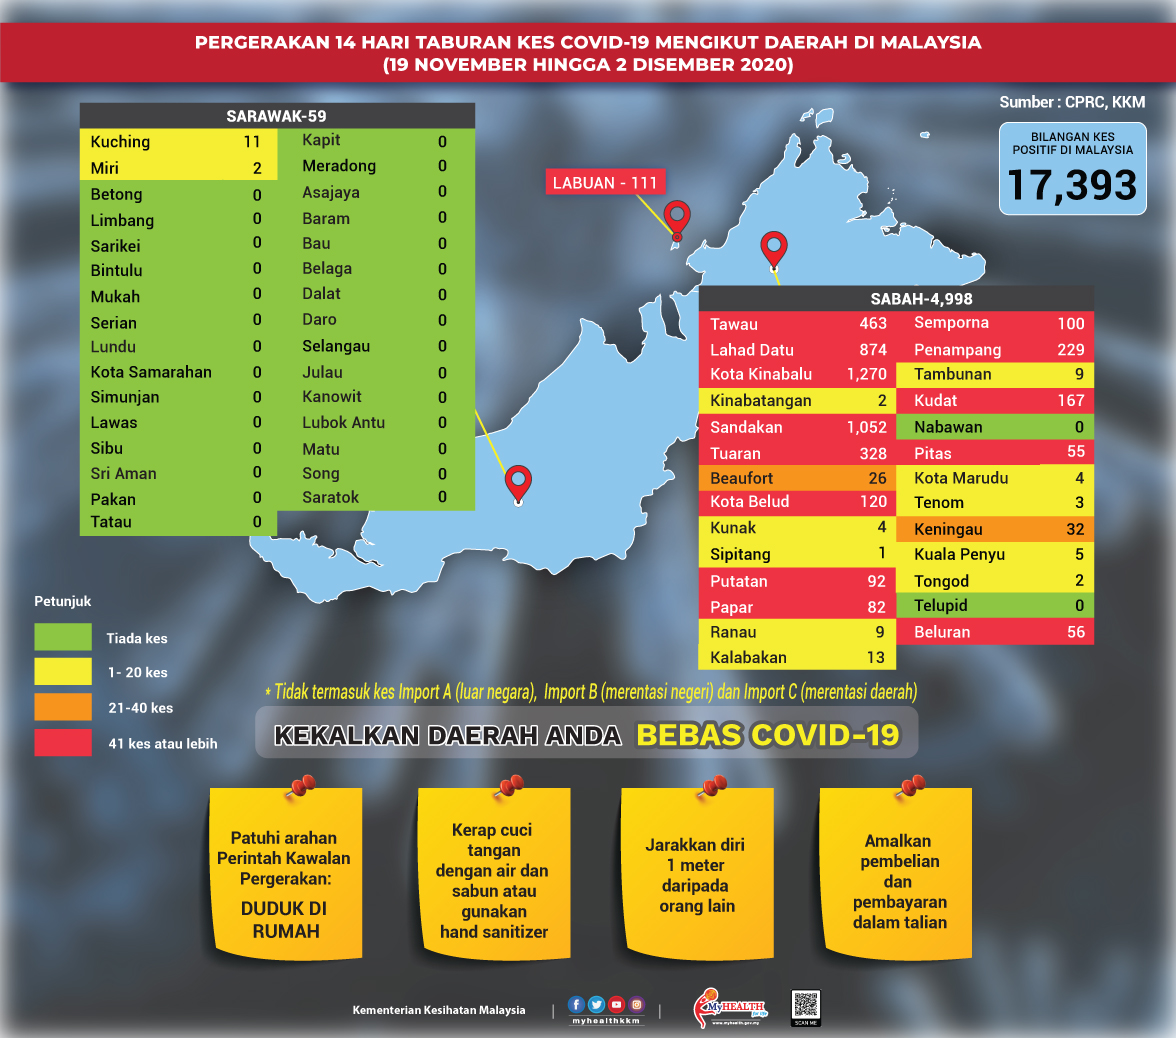 PERGERAKAN 14 HARI TABURAN KES COVID-19 MENGIKUT DAERAH DI MALAYSIA
(19 NOVEMBER HINGGA 2 DISEMBER 2020)
Sumber : CPRC, KKM
BILANGAN KES
POSITIF DI MALAYSIA
17,393
SARAWAK-59
Kuching 11 Kapit 0
Miri 2 Meradong 0
Betong 0 Asajaya 0
Limbang 0 Baram 0
Sarikei 0 Bau 0
Bintulu 0 Belaga 0
Mukah 0 Dalat 0
Serian 0 Daro 0
Lundu 0 Selangau 0
Kota Samarahan 0 Julau 0
Simunjan 0 Kanowit 0
Lawas 0 Lubok Antu 0
Sibu 0 Matu 0
Sri Aman 0 Song 0
Pakan 0 Saratok 0
Tatau 0
LABUAN - 111
SABAH-4,998
Tawau 463 Semporna 100
Lahad Datu 874 Penampang 229
Kota Kinabalu 1,270 Tambunan 9
Kinabatangan 2 Kudat 167
Sandakan 1,052 Nabawan 0
Tuaran 328 Pitas 55
Beaufort 26 Kota Marudu 4
Kota Belud 120 Tenom 3
Kunak 4 Keningau 32
Sipitang 1 Kuala Penyu 5
Putatan 92 Tongod 2
Papar 82 Telupid 0
Ranau 9 Beluran 56
Kalabakan 13
Petunjuk
Tiada kes
1- 20 kes
21-40 kes
41 kes atau lebih
* Tidak termasuk kes Import A (luar negara), Import B (merentasi negeri) dan Import C (merentasi daerah)
KEKALKAN DAERAH ANDA BEBAS COVID-19
Patuhi arahan
Perintah Kawalan
Pergerakan:
DUDUK DI
RUMAH
Kerap cuci
tangan
dengan air dan
sabun atau
gunakan
hand sanitizer
Jarakkan diri
1 meter
daripada
orang lain
Amalkan
pembelian
dan
pembayaran
dalam talian
Kementerian Kesihatan Malaysia
myhealthkkm
MyHEALTH
for life
www.myhealth.gov.my
SCAN ME